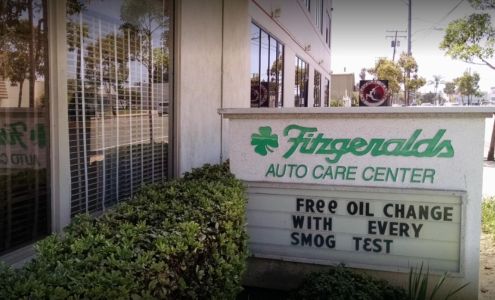 Fitzgeralds
AUTO CARE CENTER
FRee OIL CHANGE
WITH EVERY
SMOG TEST